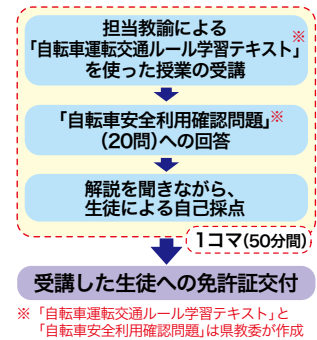 担当教諭による
「自転車運転交通ルール学習テキスト」※
を使った授業の受講
「自転車安全利用確認問題」※
(20問)への回答
解説を聞きながら、
生徒による自己採点
1コマ(50分間)
受講した生徒への免許証交付
※「自転車運転交通ルール学習テキスト」と
「自転車安全利用確認問題」は県教委が作成